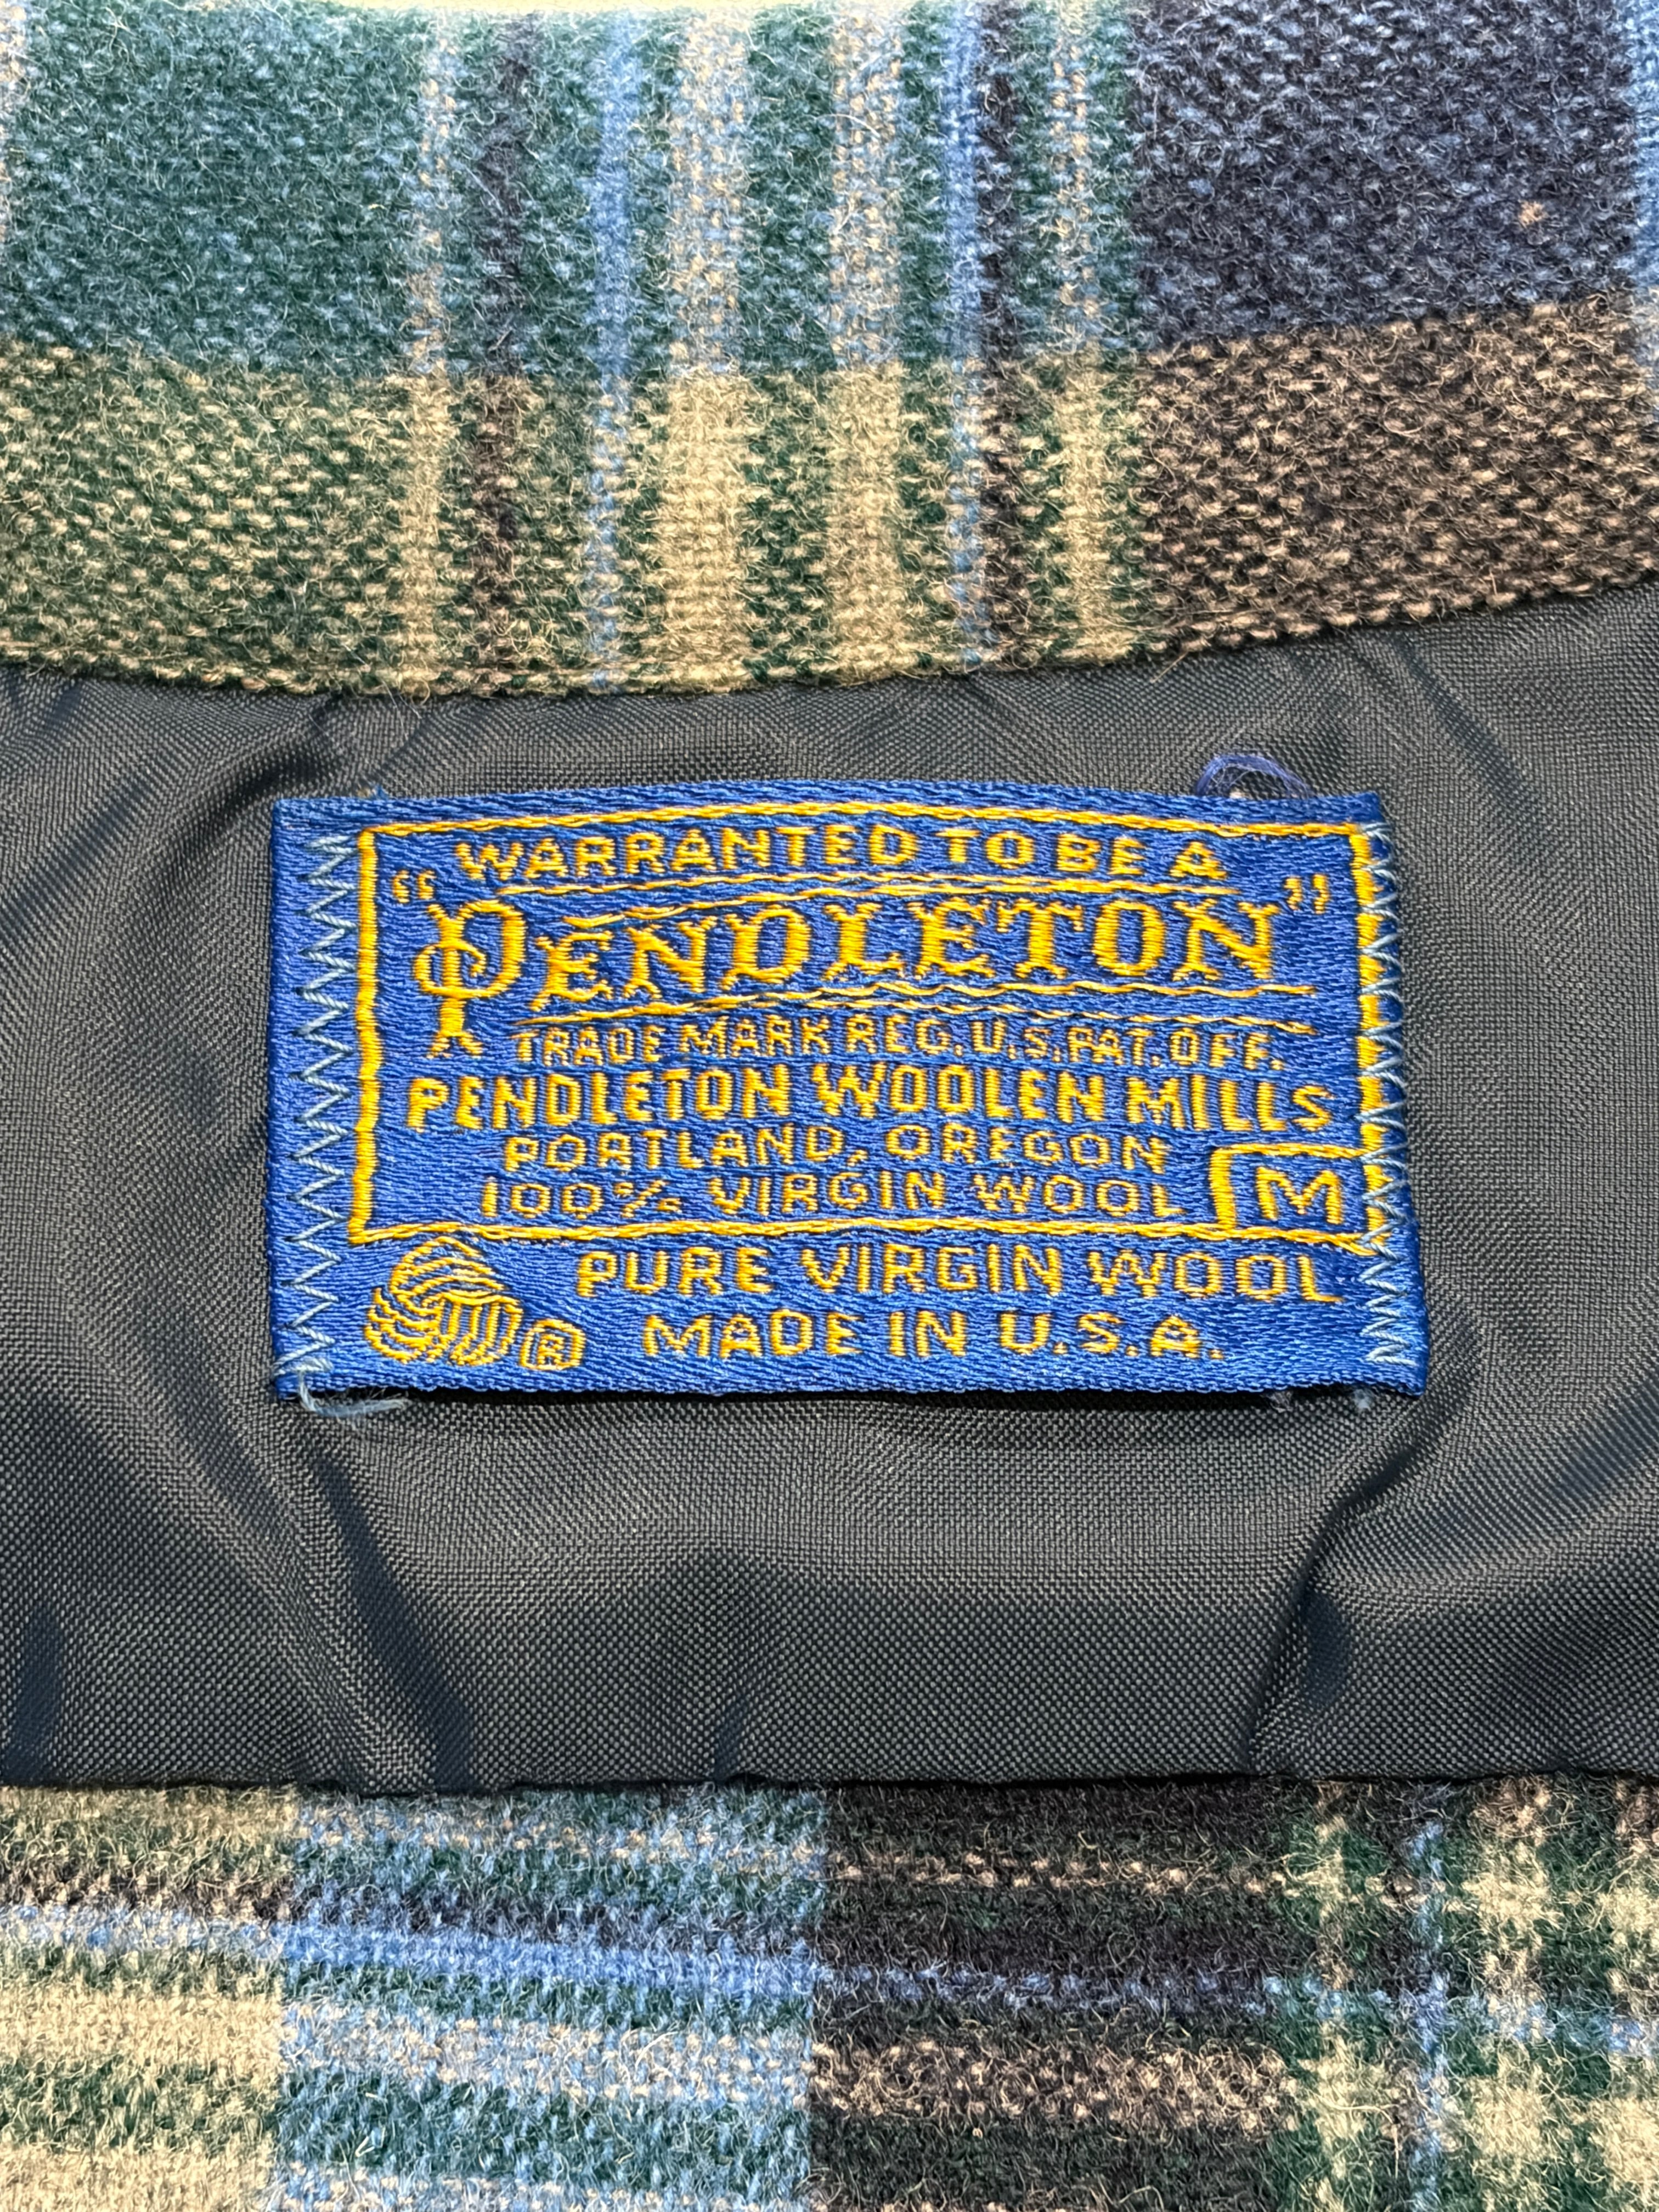 WARRANTED TO BE A
"PENDLETON"
TRADE MARK REG. U.S. PAT. OFF.
PENDLETON WOOLEN MILLS
PORTLAND, OREGON
100% VIRGIN WOOL M
PURE VIRGIN WOOL
® MADE IN U.S.A.